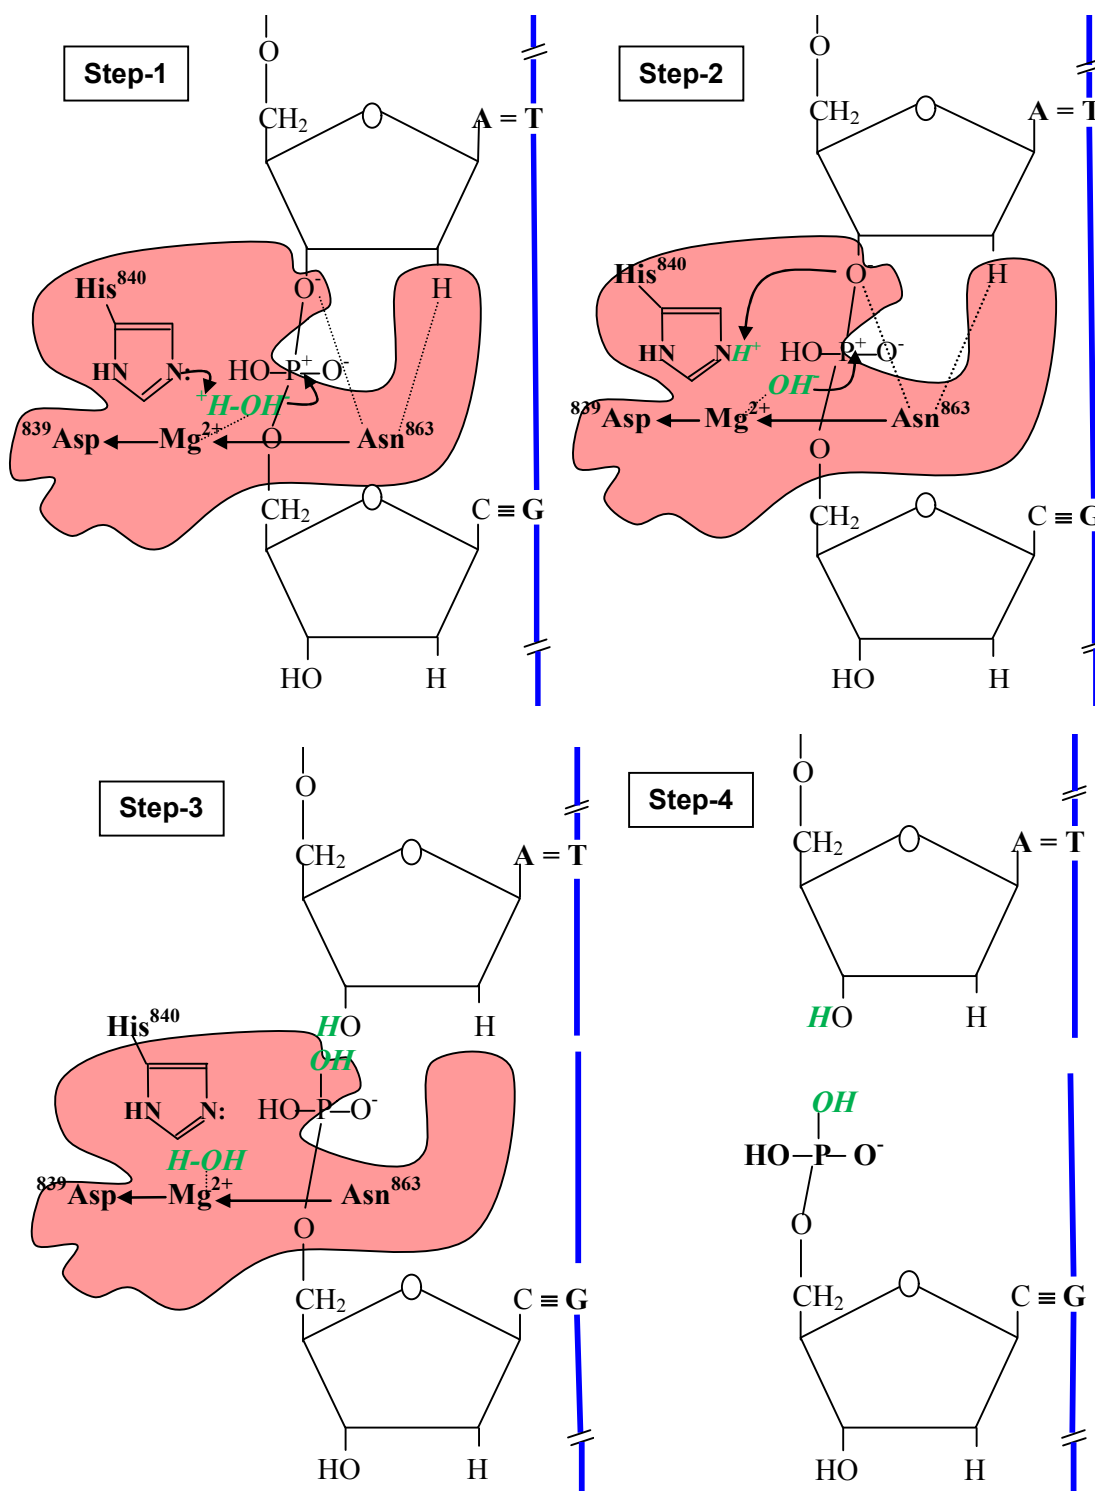 Step-1
O
CH₂
O
A = T
His⁸⁴⁰
O⁻
H
HN
N:
HO–P⁺–O⁻
⁺H-OH⁻
⁸³⁹Asp
Mg²⁺
O
Asn⁸⁶³
CH₂
O
C ≡ G
HO
H
Step-2
O
CH₂
O
A = T
His⁸⁴⁰
O⁻
H
HN
NH⁺
HO–P⁺–O⁻
OH⁻
⁸³⁹Asp
Mg²⁺
Asn⁸⁶³
O
CH₂
O
C ≡ G
HO
H
Step-3
O
CH₂
O
A = T
His⁸⁴⁰
HO
H
OH
HN
N:
HO–P–O⁻
H-OH
⁸³⁹Asp
Mg²⁺
Asn⁸⁶³
O
CH₂
O
C ≡ G
HO
H
Step-4
O
CH₂
O
A = T
HO
H
OH
HO–P–O⁻
O
CH₂
O
C ≡ G
HO
H